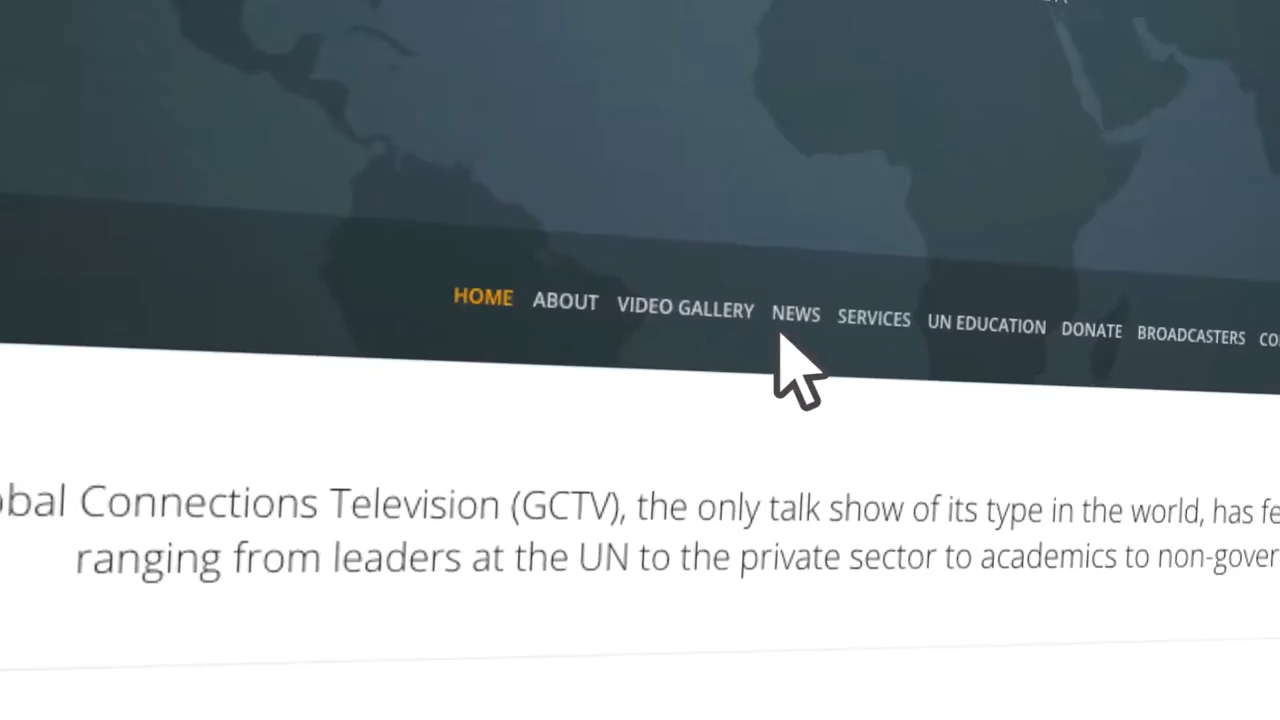 HOME ABOUT VIDEO GALLERY NEWS SERVICES UN EDUCATION DONATE BROADCASTERS
Connections Television (GCTV), the only talk show of its type in the world, has
ranging from leaders at the UN to the private sector to academics to